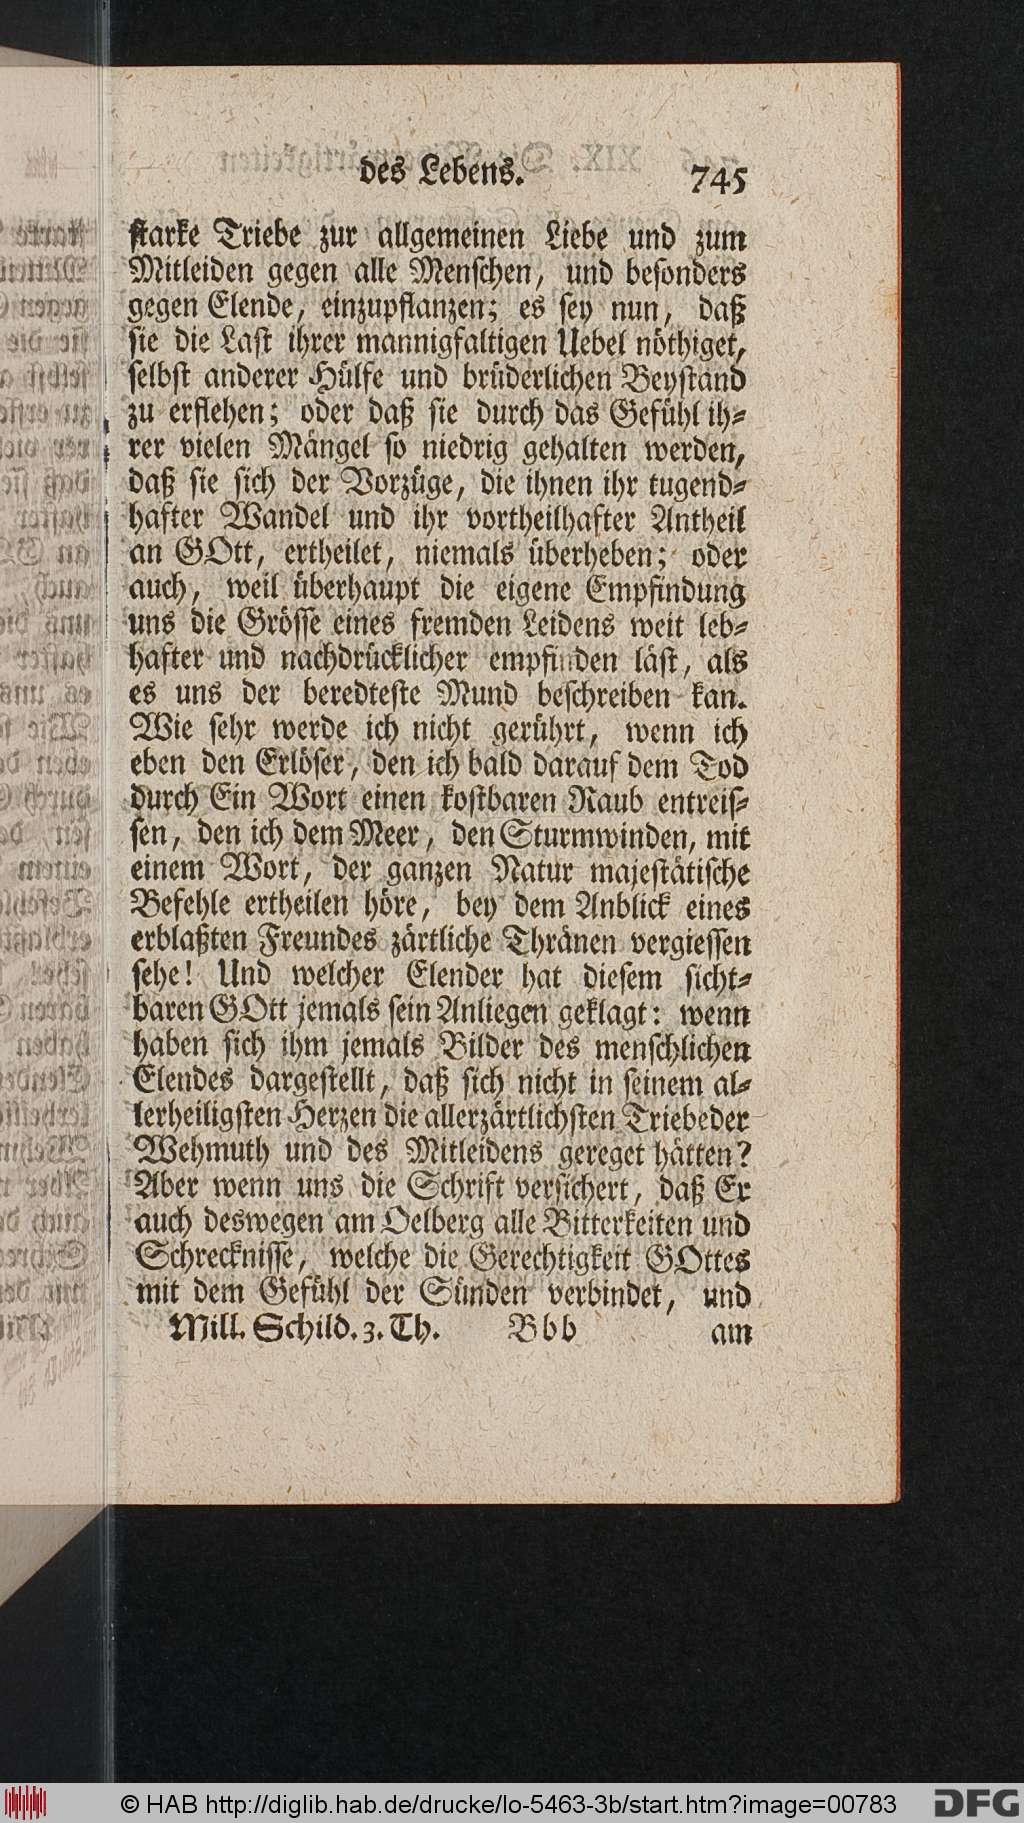 des Lebens. 745
starke Triebe zur allgemeinen Liebe und zum
Mitleiden gegen alle Menschen, und besonders
gegen Elende, einzupflanzen; es sey nun, daß
sie die Last ihrer mannigfaltigen Uebel nöthiget,
selbst anderer Hülfe und brüderlichen Beystand
zu erflehen; oder daß sie durch das Gefühl ih-
rer vielen Mängel so niedrig gehalten werden,
daß sie sich der Vorzüge, die ihnen ihr tugend-
hafter Wandel und ihr vortheilhafter Antheil
an GOtt, ertheilet, niemals überheben; oder
auch, weil überhaupt die eigene Empfindung
uns die Grösse eines fremden Leidens weit leb-
hafter und nachdrücklicher empfinden läst, als
es uns der beredteste Mund beschreiben kan.
Wie sehr werde ich nicht gerührt, wenn ich
eben den Erlöser, den ich bald darauf dem Tod
durch Ein Wort einen kostbaren Raub entreis-
sen, den ich dem Meer, den Sturmwinden, mit
einem Wort, der ganzen Natur majestätische
Befehle ertheilen höre, bey dem Anblick eines
erblaßten Freundes zärtliche Thränen vergiessen
sehe! Und welcher Elender hat diesem sicht-
baren GOtt jemals sein Anliegen geklagt: wenn
haben sich ihm jemals Bilder des menschlichen
Elendes dargestellt, daß sich nicht in seinem al-
lerheiligsten Herzen die allerzärtlichsten Triebe der
Wehmuth und des Mitleidens gereget hätten?
Aber wenn uns die Schrift versichert, daß Er
auch deswegen am Oelberg alle Bitterkeiten und
Schrecknisse, welche die Gerechtigkeit GOttes
mit dem Gefühl der Sünden verbindet, und
Mill. Schild. 3. Th. Bbb am
© HAB http://diglib.hab.de/drucke/lo-5463-3b/start.htm?image=00783 DFG